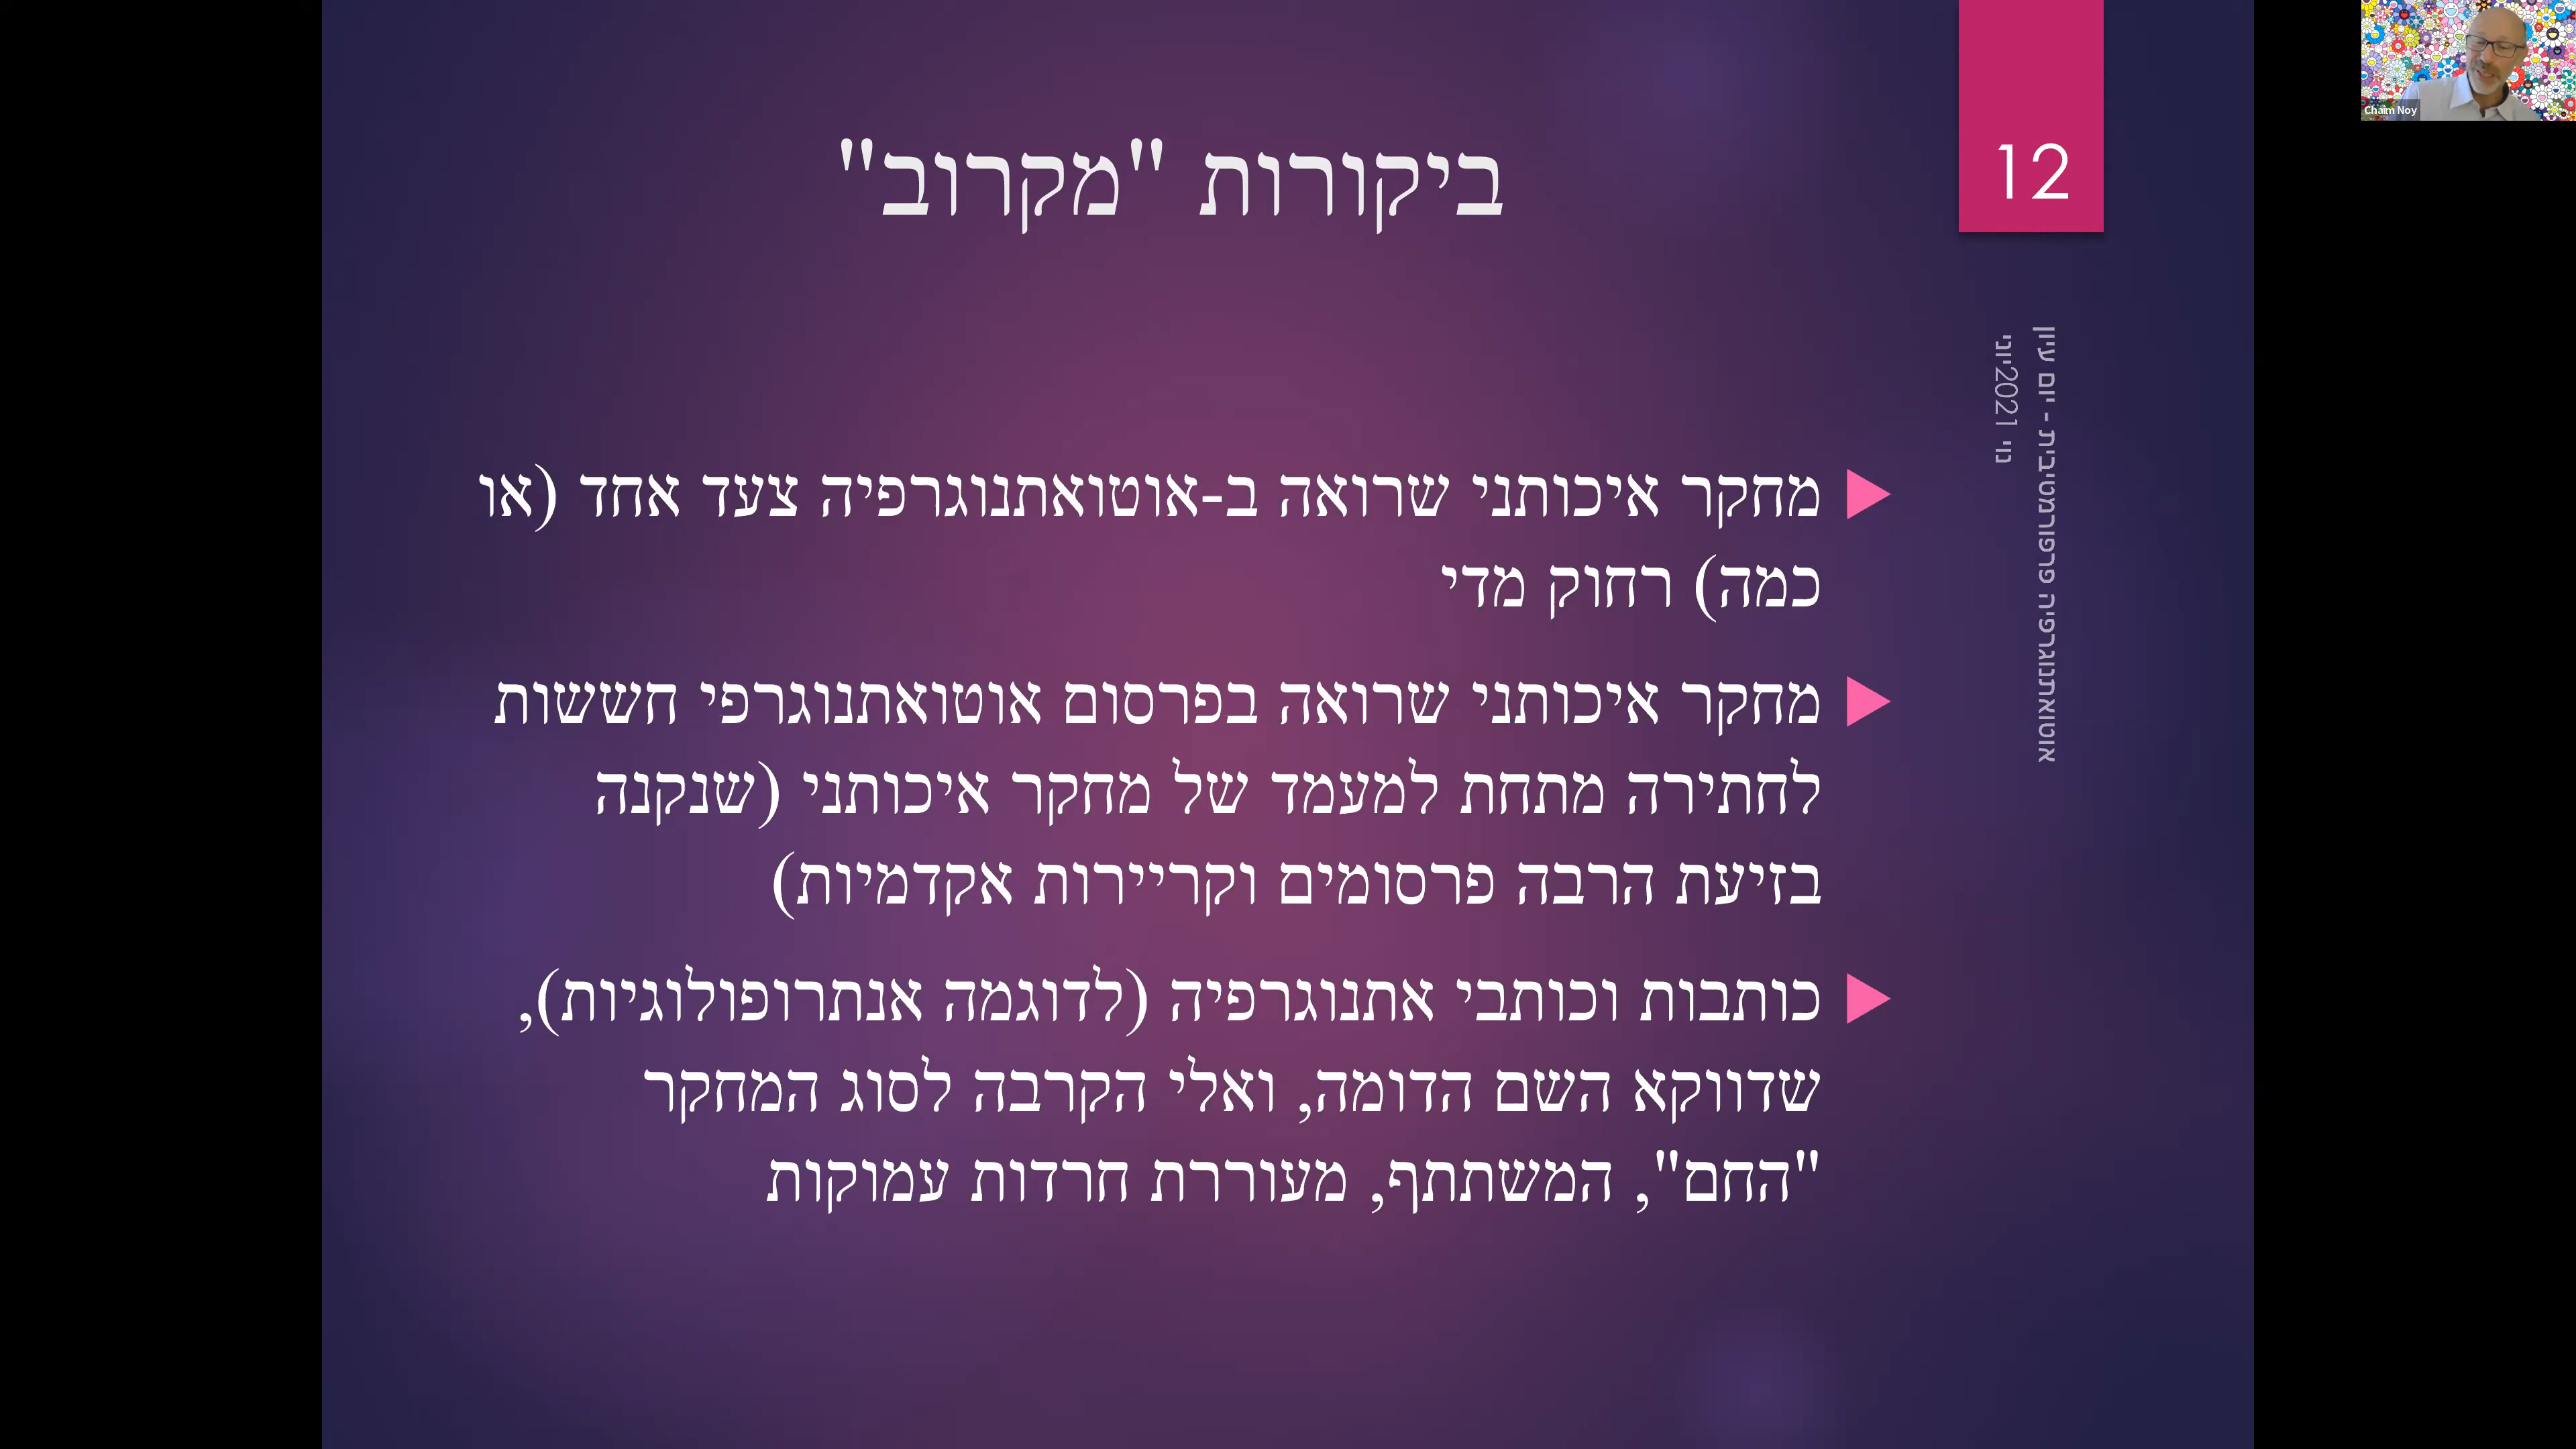 ביקורות "מקרוב"
12
מחקר איכותני שרואה ב-אוטואתנוגרפיה צעד אחד (או
כמה) רחוק מדי
מחקר איכותני שרואה בפרסום אוטואתנוגרפי חששות
לחתירה מתחת למעמד של מחקר איכותני (שנקנה
בזיעת הרבה פרסומים וקריירות אקדמיות)
כותבות וכותבי אתנוגרפיה (לדוגמה אנתרופולוגיות),
שדווקא השם הדומה, ואלי הקרבה לסוג המחקר
"החם", המשתתף, מעוררת חרדות עמוקות
אוטואתנוגרפיה פרפורמטיבית - יום עיון
נוי 2021יוני
Chaim Noy